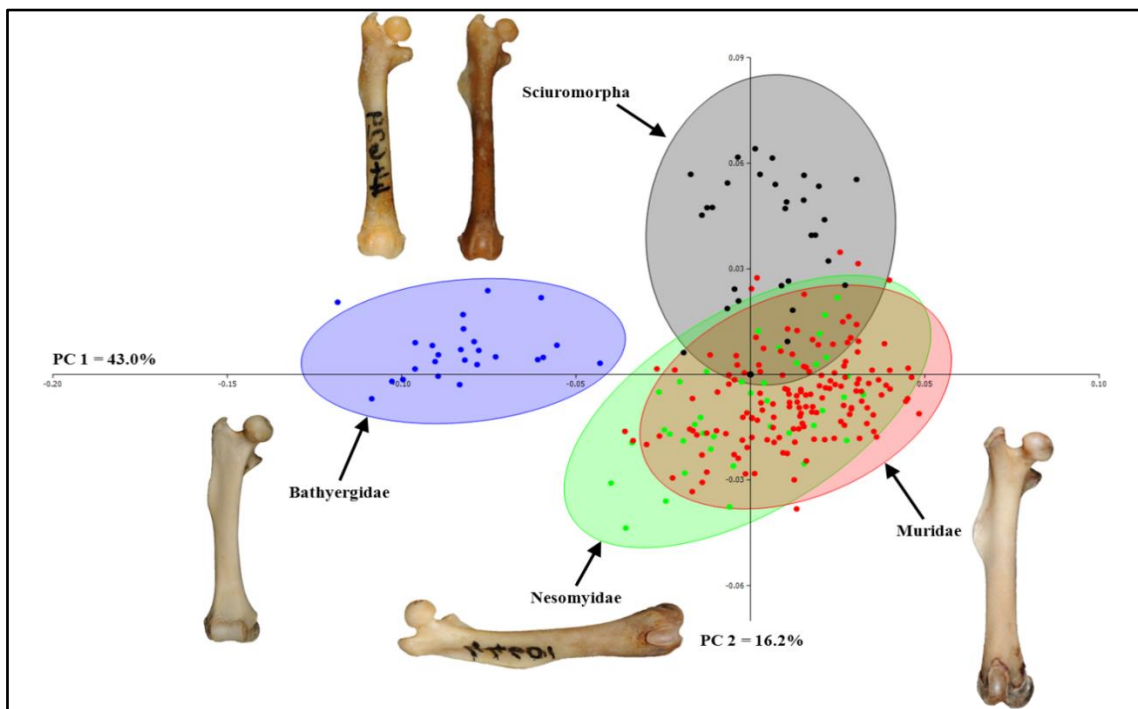 0.09
Sciuromorpha
0.06
0.03
PC 1 = 43.0%
-0.20
-0.15
-0.10
-0.05
0.05
0.10
Bathyergidae
-0.03
Muridae
Nesomyidae
-0.06
PC 2 = 16.2%